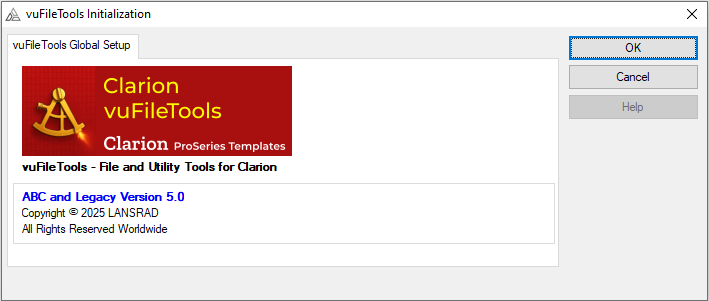 vuFileTools Initialization
vuFileTools Global Setup
OK
Cancel
Help
Clarion
vuFileTools
Clarion ProSeries Templates
vuFileTools - File and Utility Tools for Clarion
ABC and Legacy Version 5.0
Copyright © 2025 LANSRAD
All Rights Reserved Worldwide